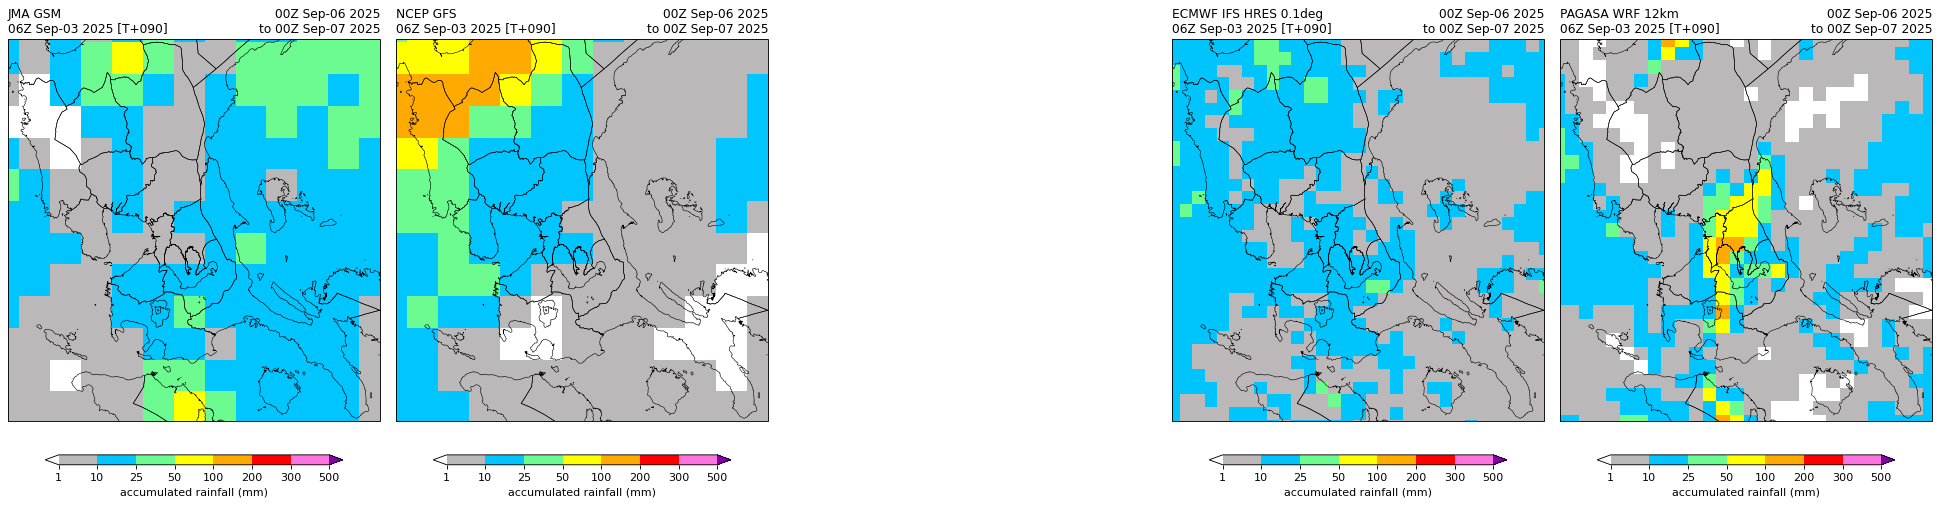 JMA GSM
00Z Sep-06 2025
06Z Sep-03 2025 [T+090]
to 00Z Sep-07 2025
NCEP GFS
00Z Sep-06 2025
06Z Sep-03 2025 [T+090]
to 00Z Sep-07 2025
ECMWF IFS HRES 0.1deg
00Z Sep-06 2025
06Z Sep-03 2025 [T+090]
to 00Z Sep-07 2025
PAGASA WRF 12km
00Z Sep-06 2025
06Z Sep-03 2025 [T+090]
to 00Z Sep-07 2025
1 10 25 50 100 200 300 500
accumulated rainfall (mm)
1 10 25 50 100 200 300 500
accumulated rainfall (mm)
1 10 25 50 100 200 300 500
accumulated rainfall (mm)
1 10 25 50 100 200 300 500
accumulated rainfall (mm)